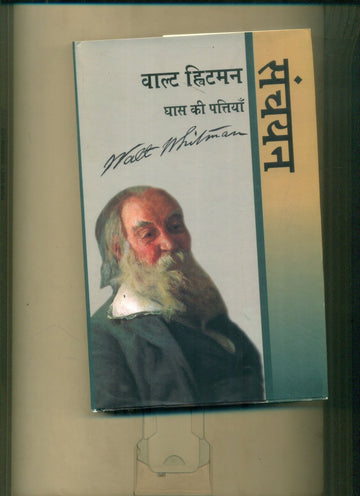 वाल्ट ह्विटमन
घास की पत्तियाँ
Walt Whitman
संचयन